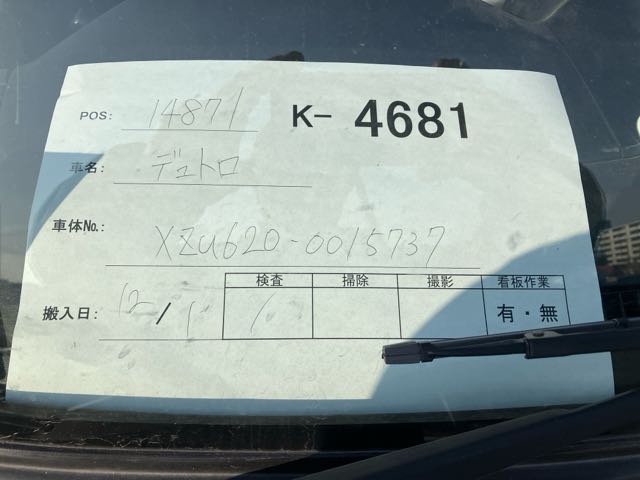 POS: 14871 K- 4681
車名: デュトロ
車体No.: XZU620-0015737
搬入日: 12/1
検査 掃除 撮影 看板作業
有・無